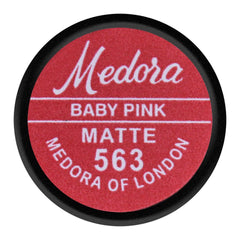 Medora
BABY PINK
MATTE
563
MEDORA OF LONDON